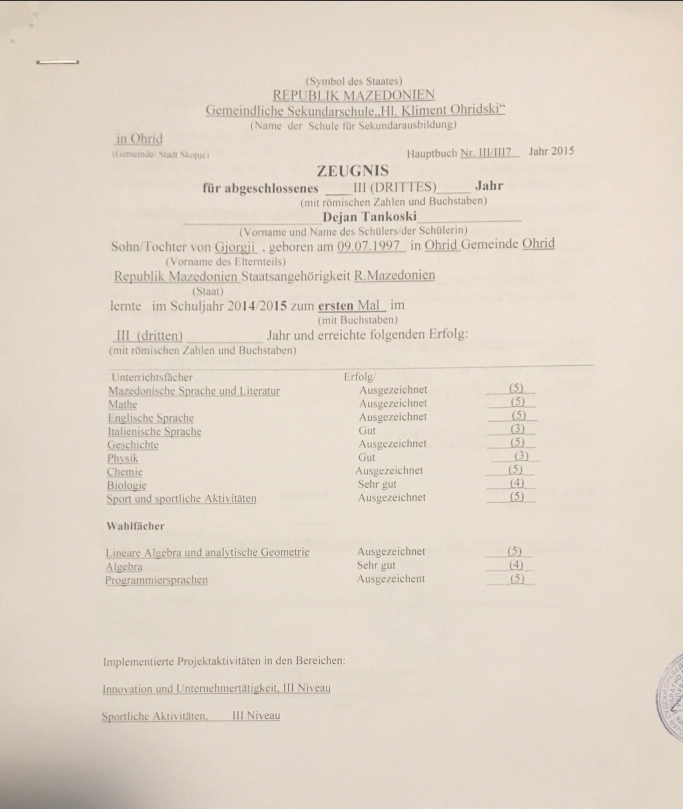 (Symbol des Staates)
REPUBLIK MAZEDONIEN
Gemeindliche Sekundarschule„Hl. Kliment Ohridski“
(Name der Schule für Sekundarausbildung)
in Ohrid
(Gemeinde/ Stadt Skopje)
Hauptbuch Nr. III/III7 Jahr 2015
ZEUGNIS
für abgeschlossenes ____III (DRITTES)_____ Jahr
(mit römischen Zahlen und Buchstaben)
Dejan Tankoski
(Vorname und Name des Schülers/der Schülerin)
Sohn/Tochter von Gjorgji , geboren am 09.07.1997 in Ohrid Gemeinde Ohrid
(Vorname des Elternteils)
Republik Mazedonien Staatsangehörigkeit R.Mazedonien
(Staat)
lernte im Schuljahr 2014/2015 zum ersten Mal im
(mit Buchstaben)
III (dritten) __________ Jahr und erreichte folgenden Erfolg:
(mit römischen Zahlen und Buchstaben)
Unterrichtsfächer Erfolg/
Mazedonische Sprache und Literatur Ausgezeichnet (5)
Mathe Ausgezeichnet (5)
Englische Sprache Ausgezeichnet (5)
Italienische Sprache Gut (3)
Geschichte Ausgezeichnet (5)
Physik Gut (3)
Chemie Ausgezeichnet (5)
Biologie Sehr gut (4)
Sport und sportliche Aktivitäten Ausgezeichnet (5)
Wahlfächer
Lineare Algebra und analytische Geometrie Ausgezeichnet (5)
Algebra Sehr gut (4)
Programmiersprachen Ausgezeichent (5)
Implementierte Projektaktivitäten in den Bereichen:
Innovation und Unternehmertätigkeit, III Niveau
Sportliche Aktivitäten, III Niveau